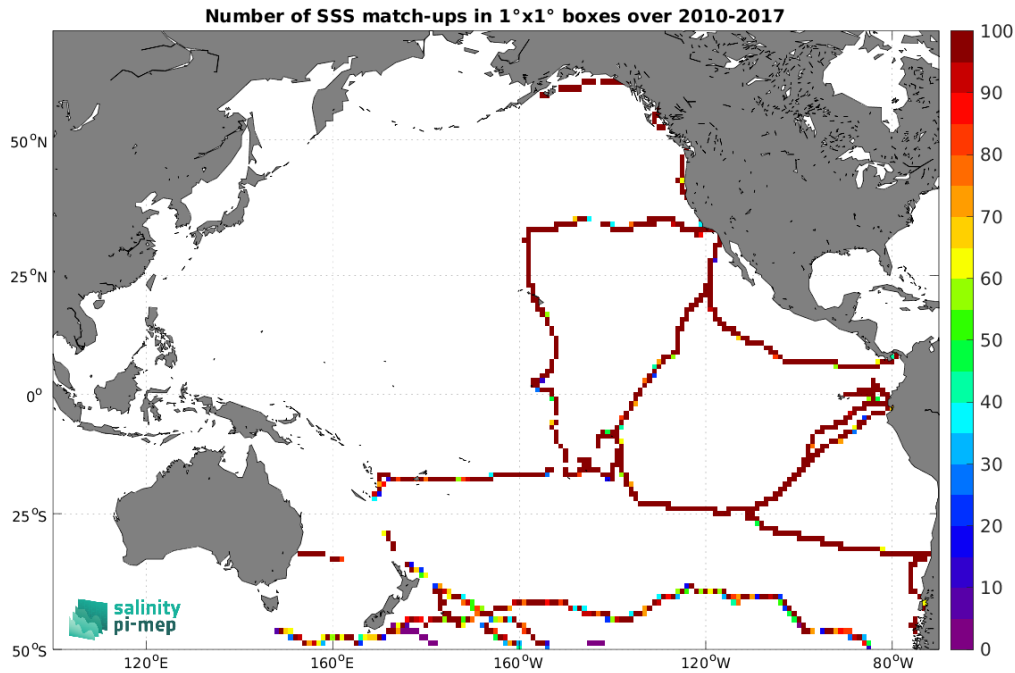 Number of SSS match-ups in 1°x1° boxes over 2010-2017
100
90
80
70
60
50
40
30
20
10
0
50°N
25°N
0°
25°S
50°S
120°E
160°E
160°W
120°W
80°W
salinity
pi-mep